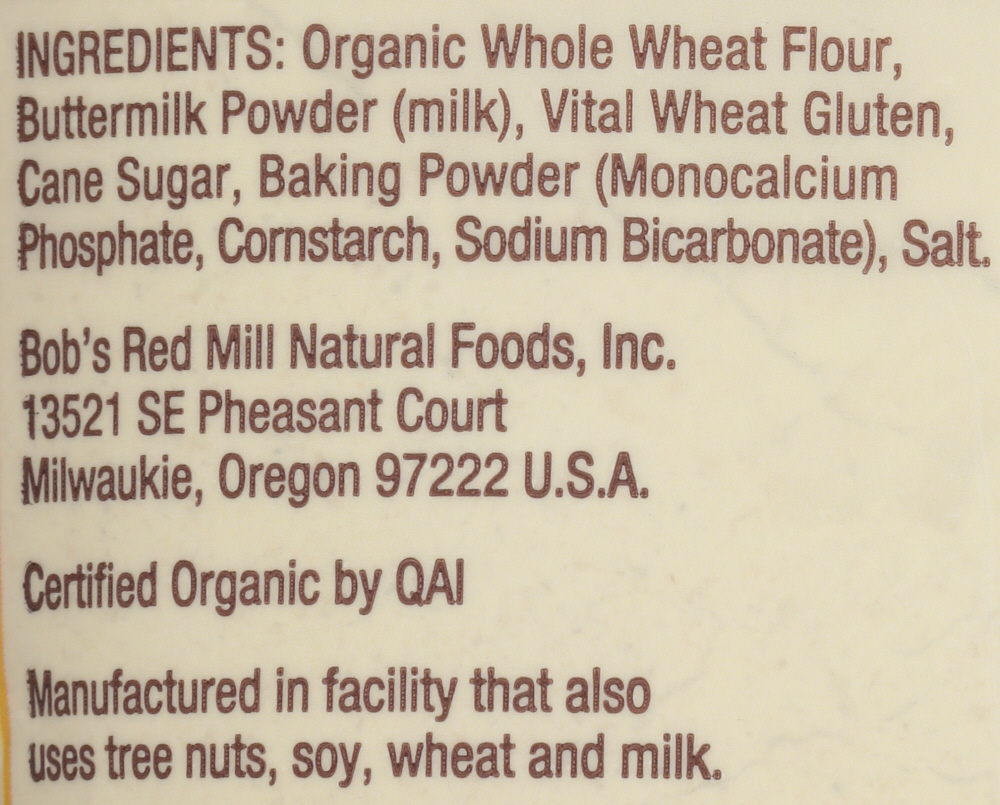 INGREDIENTS: Organic Whole Wheat Flour,
Buttermilk Powder (milk), Vital Wheat Gluten,
Cane Sugar, Baking Powder (Monocalcium
Phosphate, Cornstarch, Sodium Bicarbonate), Salt.
Bob's Red Mill Natural Foods, Inc.
13521 SE Pheasant Court
Milwaukie, Oregon 97222 U.S.A.
Certified Organic by QAI
Manufactured in facility that also
uses tree nuts, soy, wheat and milk.